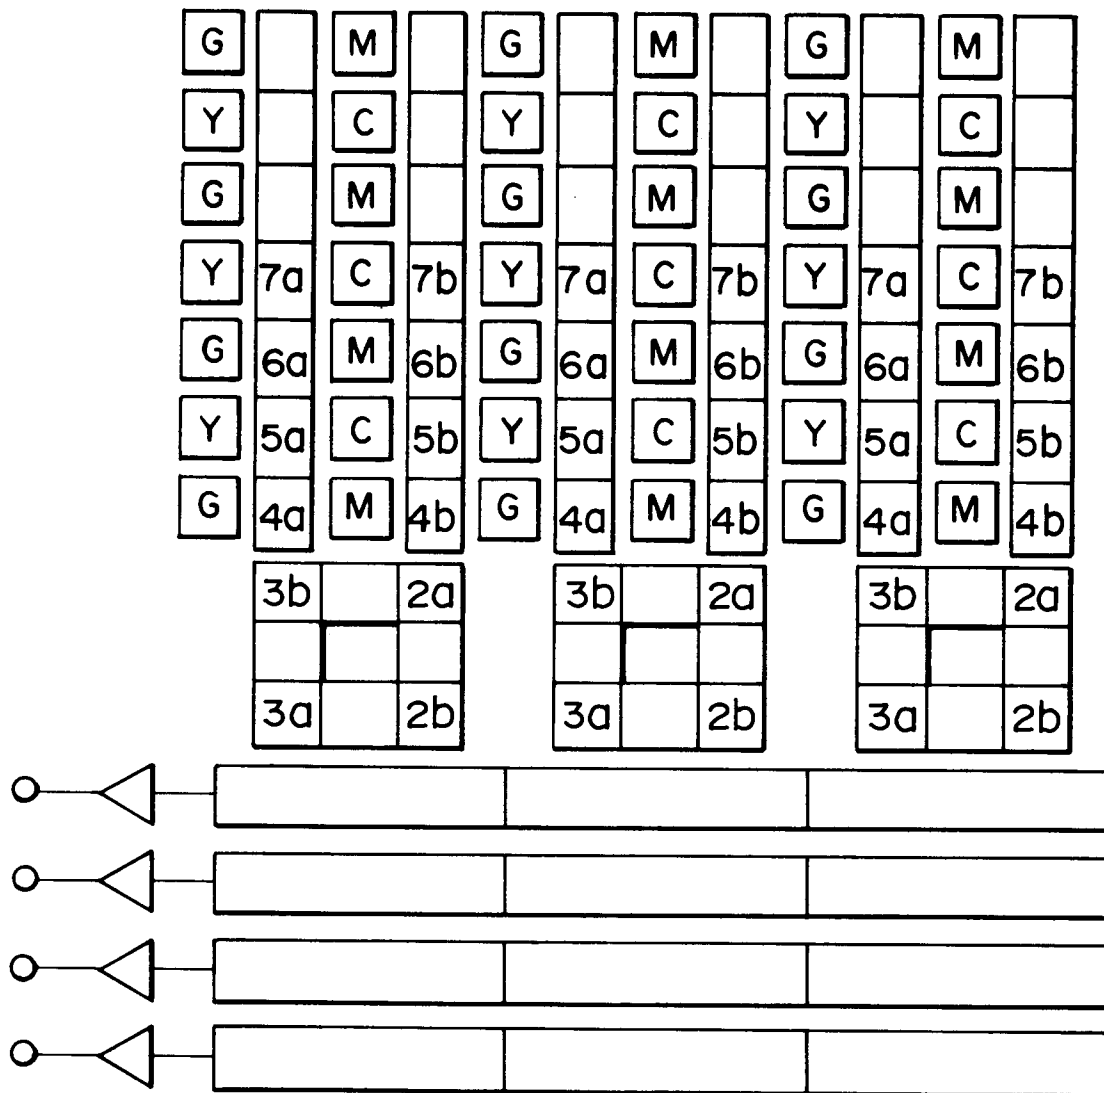 G M G M G M
Y C Y C Y C
G M G M G M
Y 7a C 7b Y 7a C 7b Y 7a C 7b
G 6a M 6b G 6a M 6b G 6a M 6b
Y 5a C 5b Y 5a C 5b Y 5a C 5b
G 4a M 4b G 4a M 4b G 4a M 4b
3b 2a 3b 2a 3b 2a
3a 2b 3a 2b 3a 2b